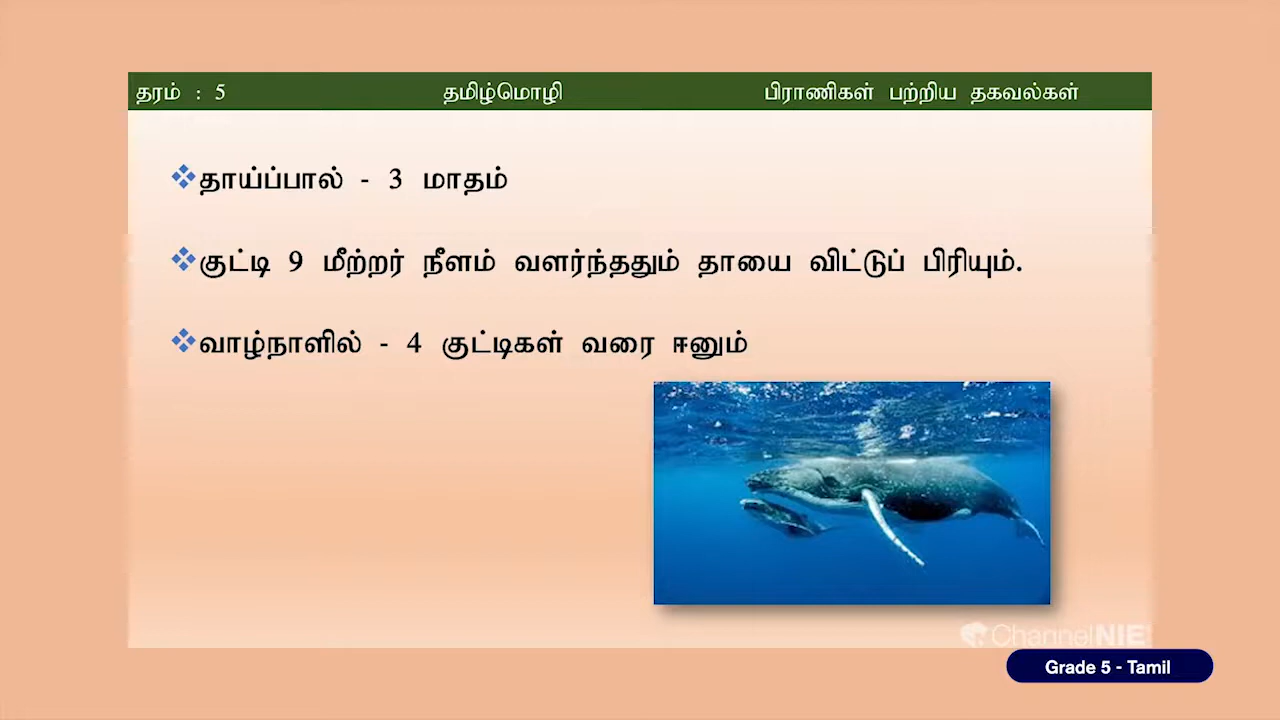 தரம் : 5 தமிழ்மொழி பிராணிகள் பற்றிய தகவல்கள்
❖தாய்ப்பால் - 3 மாதம்
❖குட்டி 9 மீற்றர் நீளம் வளர்ந்ததும் தாயை விட்டுப் பிரியும்.
❖வாழ்நாளில் - 4 குட்டிகள் வரை ஈனும்
ChannelNIE
Grade 5 - Tamil